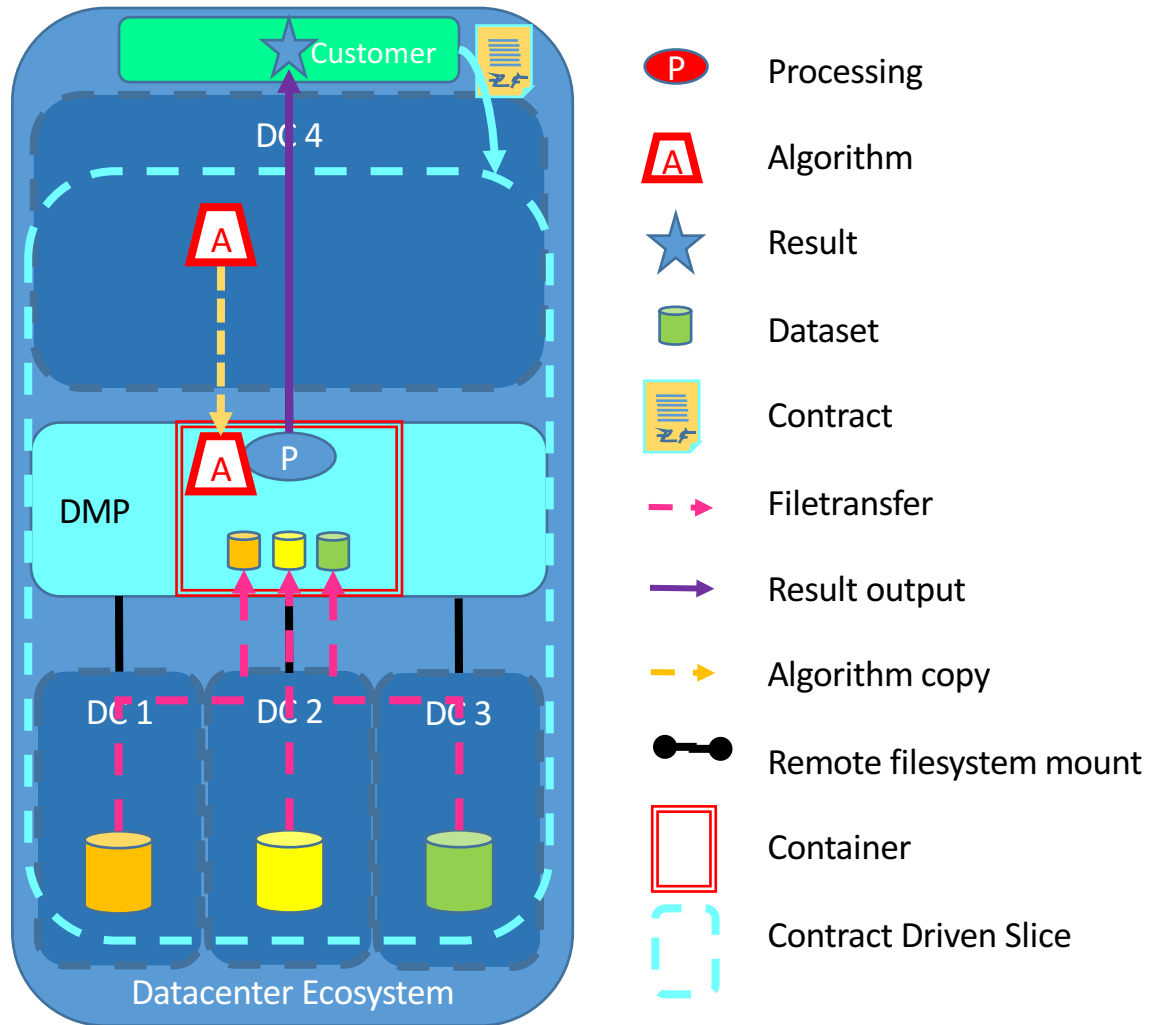 Customer
DC 4
A
A
P
DMP
DC 1
DC 2
DC 3
Datacenter Ecosystem
P
Processing
A
Algorithm
Result
Dataset
Contract
Filetransfer
Result output
Algorithm copy
Remote filesystem mount
Container
Contract Driven Slice